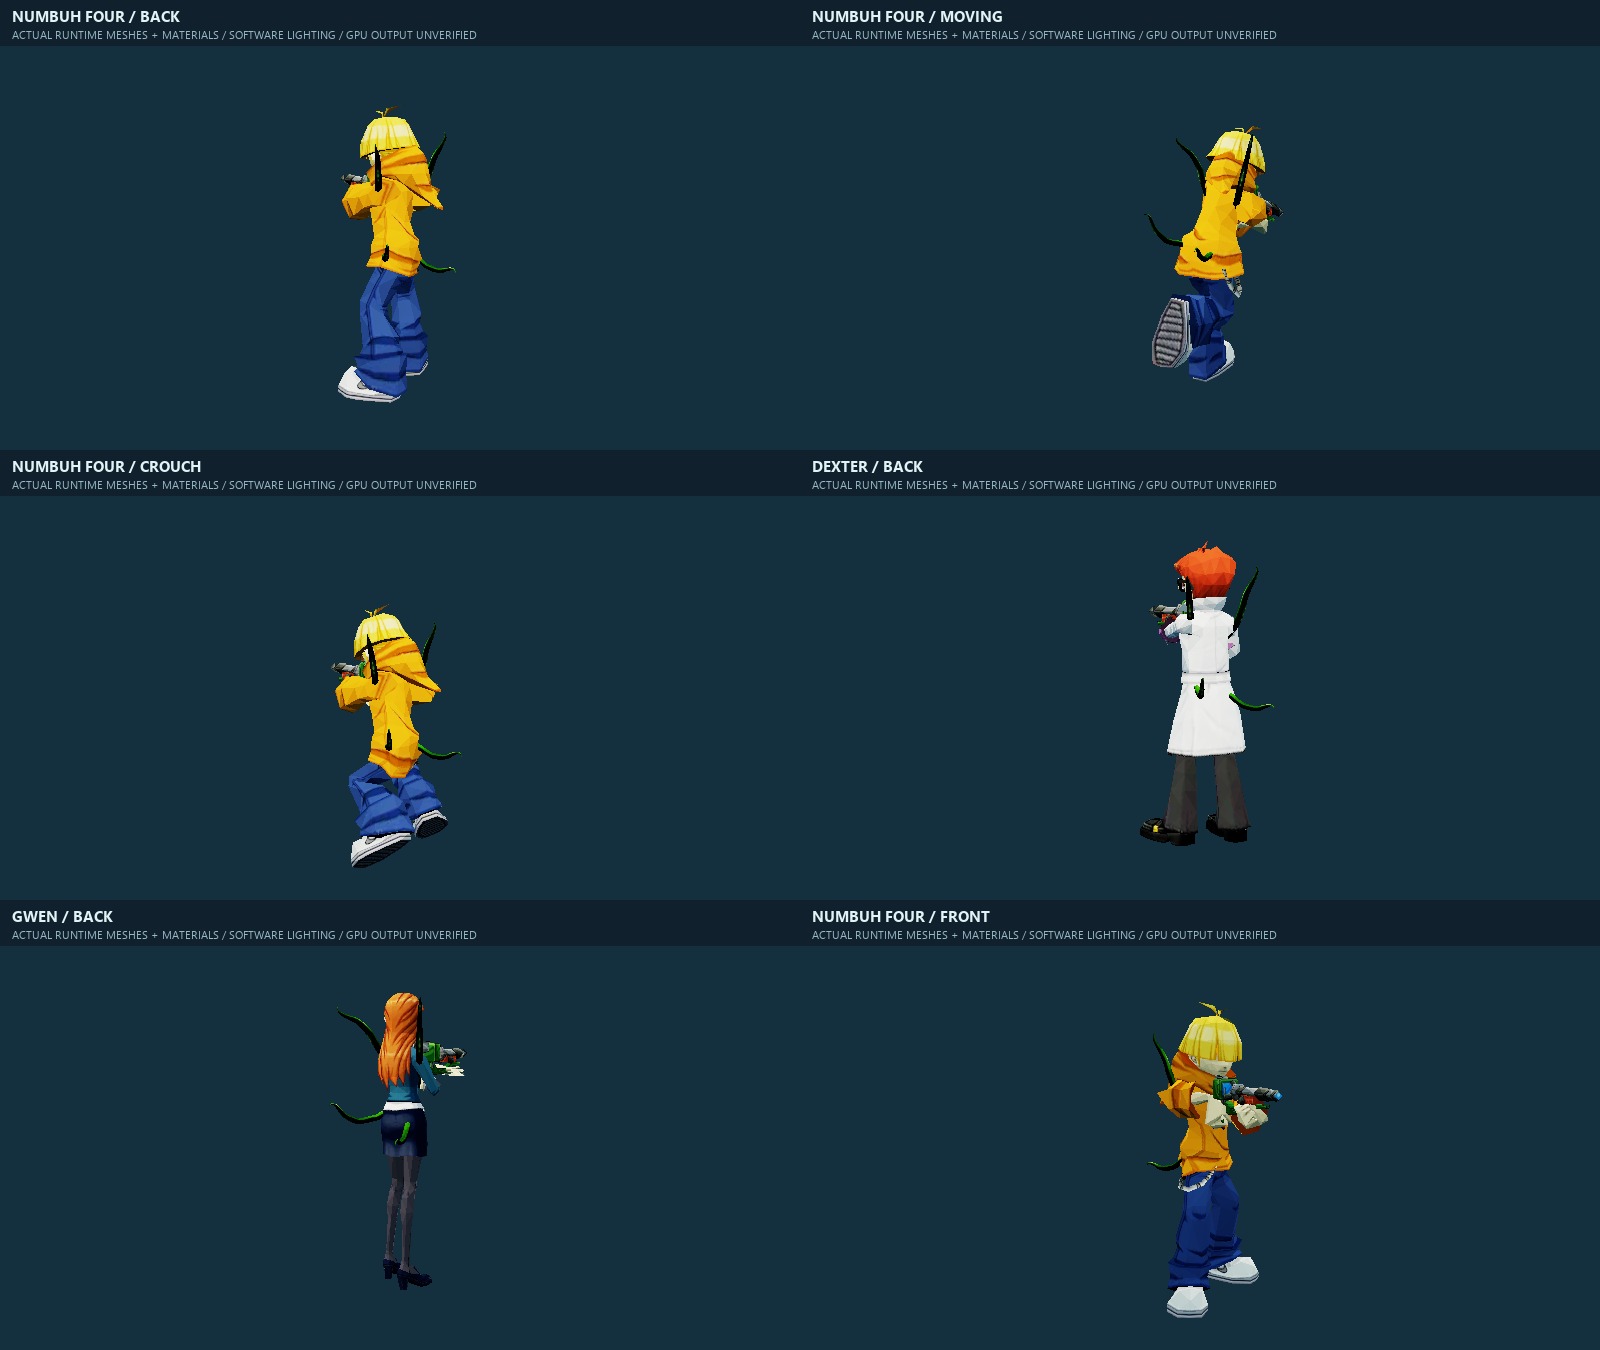 NUMBUH FOUR / BACK
ACTUAL RUNTIME MESHES + MATERIALS / SOFTWARE LIGHTING / GPU OUTPUT UNVERIFIED
NUMBUH FOUR / MOVING
ACTUAL RUNTIME MESHES + MATERIALS / SOFTWARE LIGHTING / GPU OUTPUT UNVERIFIED
NUMBUH FOUR / CROUCH
ACTUAL RUNTIME MESHES + MATERIALS / SOFTWARE LIGHTING / GPU OUTPUT UNVERIFIED
DEXTER / BACK
ACTUAL RUNTIME MESHES + MATERIALS / SOFTWARE LIGHTING / GPU OUTPUT UNVERIFIED
GWEN / BACK
ACTUAL RUNTIME MESHES + MATERIALS / SOFTWARE LIGHTING / GPU OUTPUT UNVERIFIED
NUMBUH FOUR / FRONT
ACTUAL RUNTIME MESHES + MATERIALS / SOFTWARE LIGHTING / GPU OUTPUT UNVERIFIED